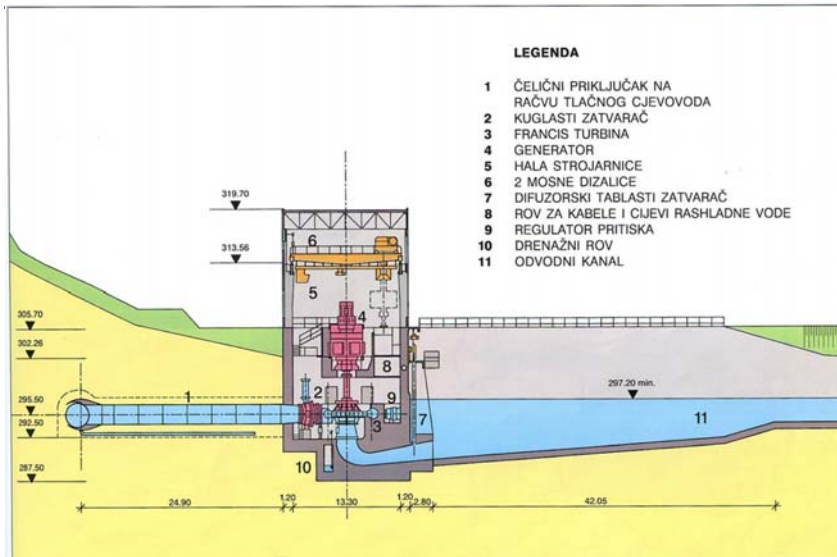 LEGENDA
1 ČELIČNI PRIKLJUČAK NA
RAČVU TLAČNOG CJEVOVODA
2 KUGLASTI ZATVARAČ
3 FRANCIS TURBINA
4 GENERATOR
5 HALA STROJARNICE
6 2 MOSNE DIZALICE
7 DIFUZORSKI TABLASTI ZATVARAČ
8 ROV ZA KABELE I CIJEVI RASHLADNE VODE
9 REGULATOR PRITISKA
10 DRENAŽNI ROV
11 ODVODNI KANAL
319.70
6
313.56
5
4
305.70
302.26
8
297.20 min.
1
2
9
295.50
3
7
11
292.50
10
287.50
24.90
1.20
13.30
1.20
2.80
42.05